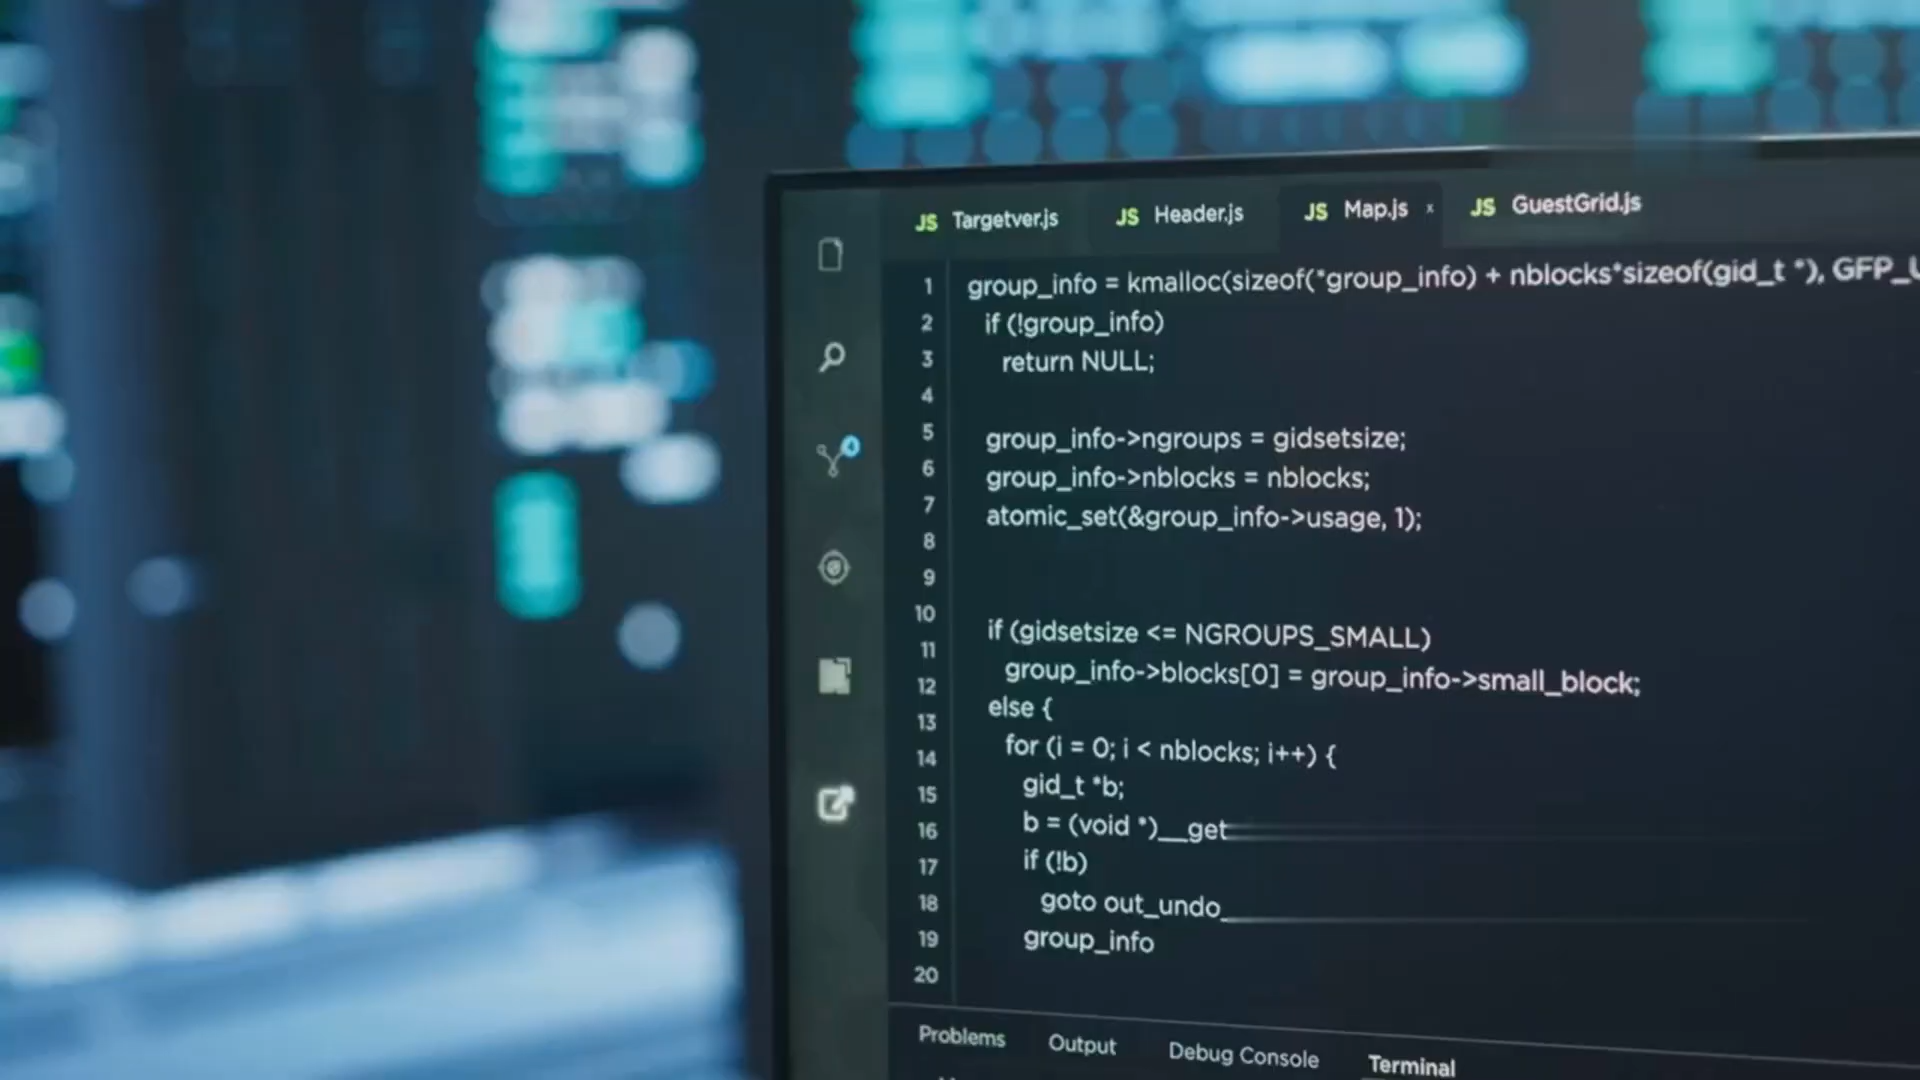 JS Targetver.js JS Header.js JS Map.js x JS GuestGrid.js
1 group_info = kmalloc(sizeof(*group_info) + nblocks*sizeof(gid_t *), GFP_U
2 if (!group_info)
3 return NULL;
4
5 group_info->ngroups = gidsetsize;
6 group_info->nblocks = nblocks;
7 atomic_set(&group_info->usage, 1);
8
9
10 if (gidsetsize <= NGROUPS_SMALL)
11 group_info->blocks[0] = group_info->small_block;
12 else {
13 for (i = 0; i < nblocks; i++) {
14 gid_t *b;
15 b = (void *)__get
16 if (!b)
17 goto out_undo_
18 group_info
19
20
4
Problems Output Debug Console Terminal